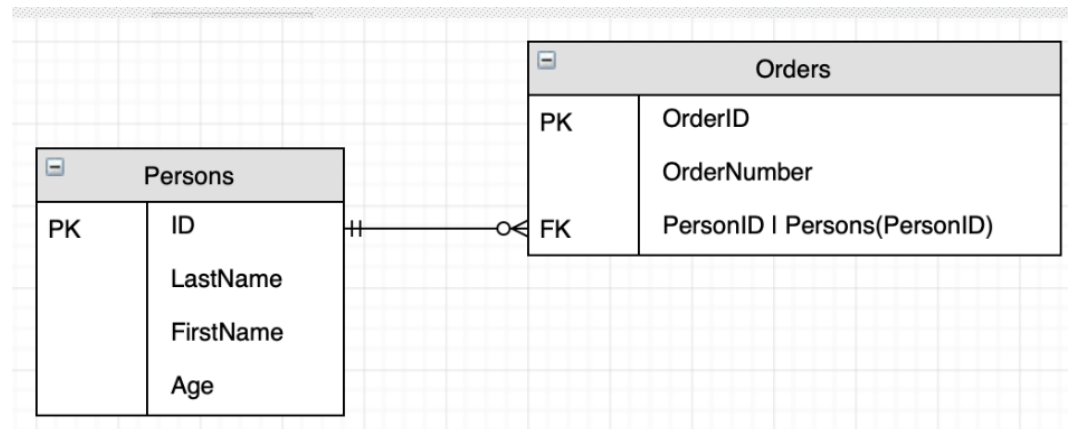 Persons
PK ID
LastName
FirstName
Age
Orders
PK OrderID
OrderNumber
FK PersonID | Persons(PersonID)